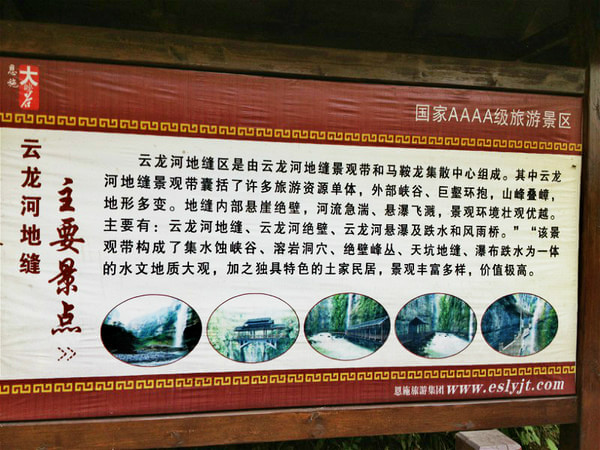 恩施
大峡谷
国家AAAA级旅游景区
云龙河地缝
主要景点
云龙河地缝区是由云龙河地缝景观带和马鞍龙集散中心组成。其中云龙
河地缝景观带囊括了许多旅游资源单体，外部峡谷、巨壑环抱，山峰叠嶂，
地形多变。地缝内部悬崖绝壁，河流急湍、悬瀑飞溅，景观环境壮观优越。
主要有：云龙河地缝、云龙河绝壁、云龙河悬瀑及跌水和风雨桥。”“该景
观带构成了集水蚀峡谷、溶岩洞穴、绝壁峰丛、天坑地缝、瀑布跌水为一体
的水文地质大观，加之独具特色的土家民居，景观丰富多样，价值极高。
恩施旅游集团 www.eslyjt.com